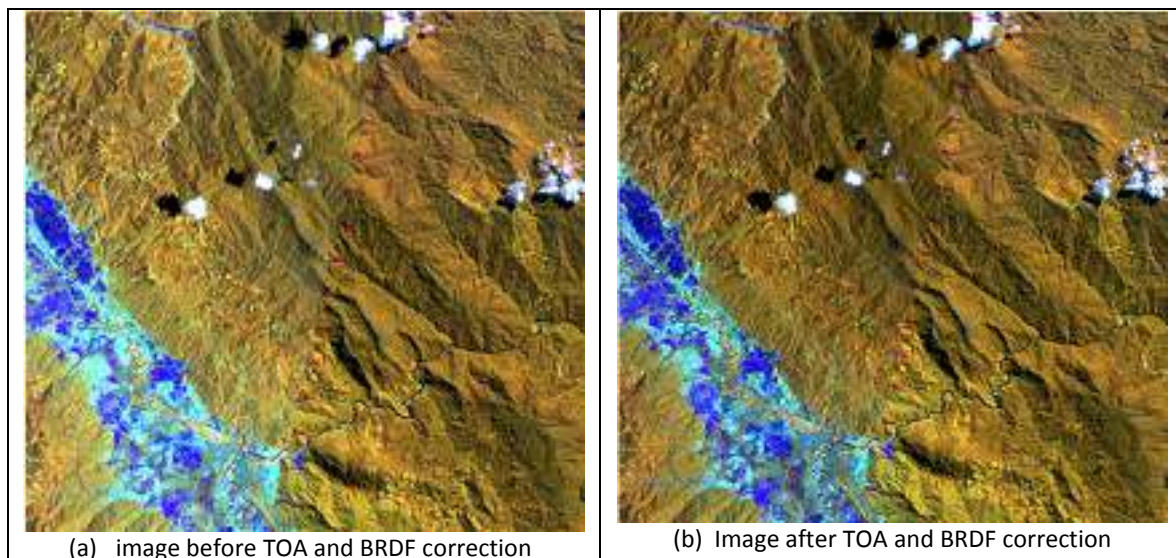 (a) image before TOA and BRDF correction
(b) Image after TOA and BRDF correction